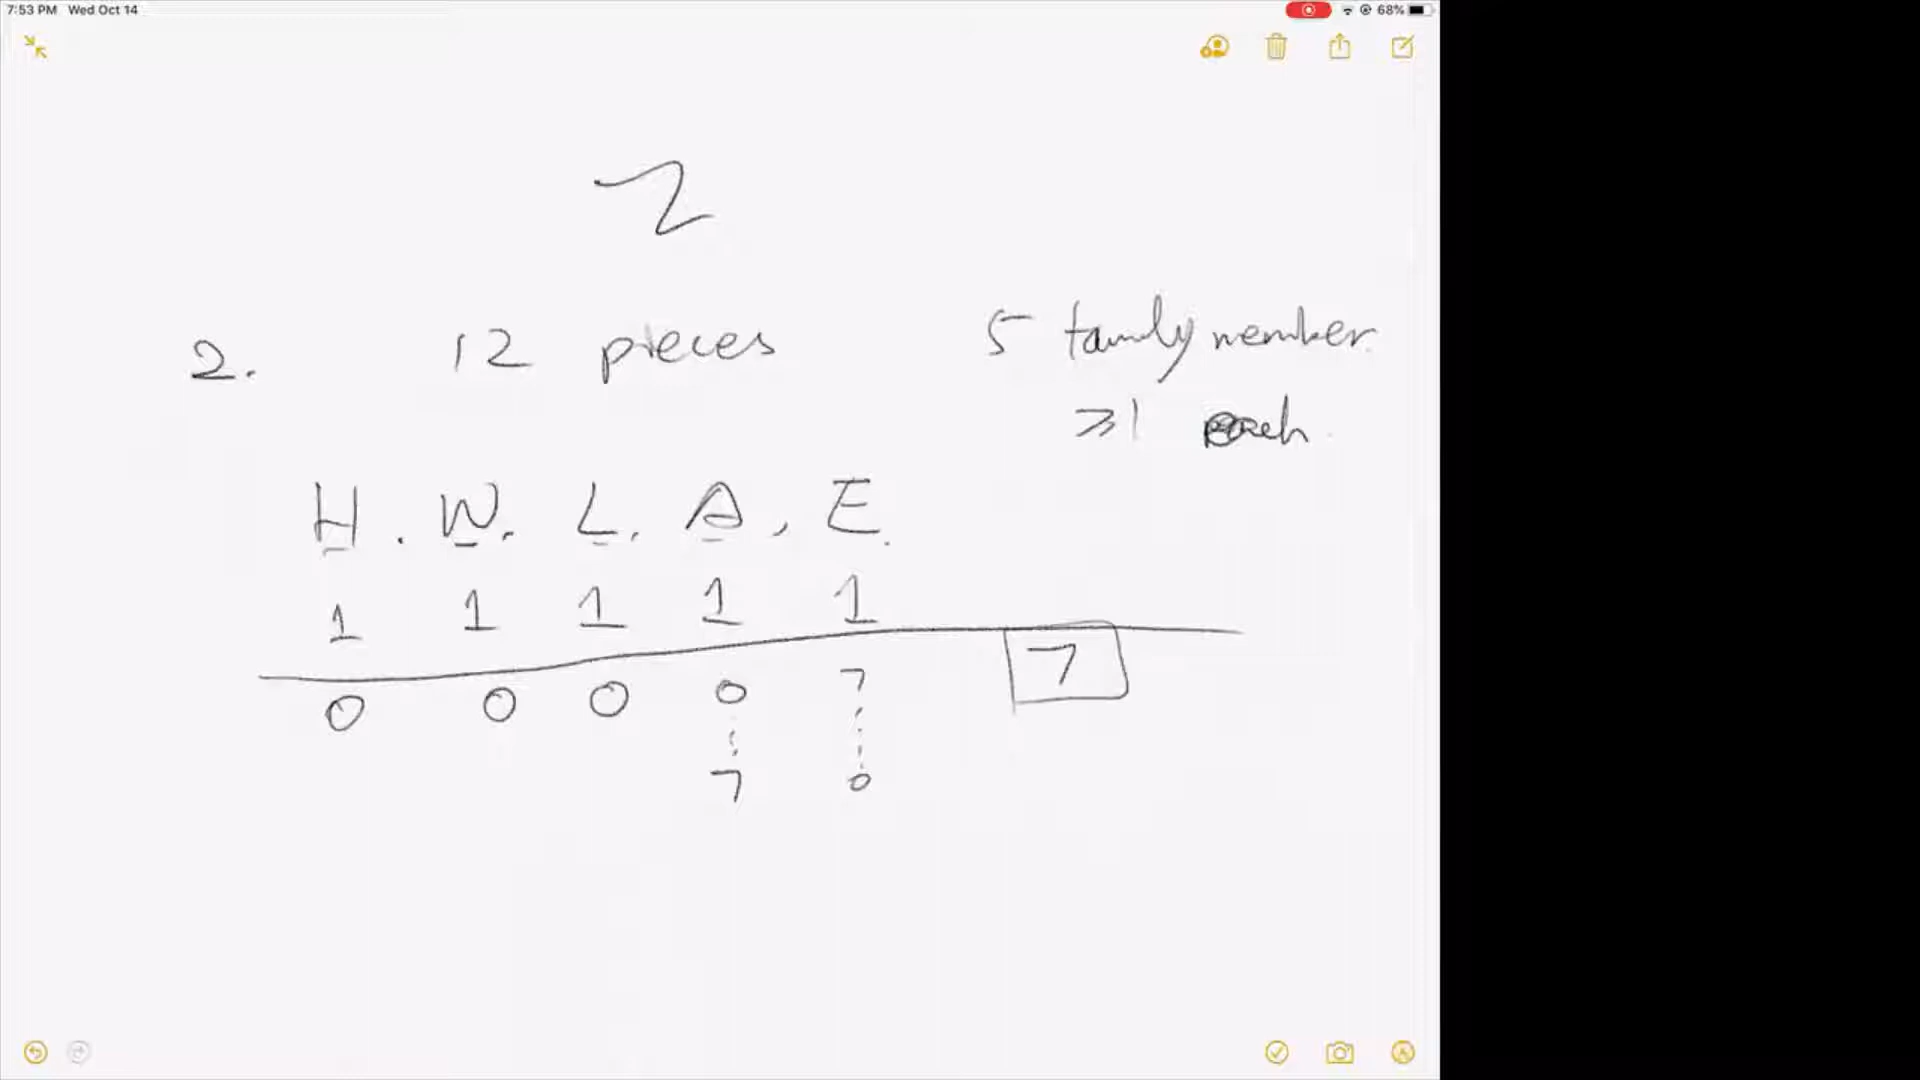 7:53 PM Wed Oct 14
68%
2
2. 12 pieces 5 family member.
≥1 each.
H. W. L. A, E.
1 1 1 1 1
0 0 0 0 7 7
7 0